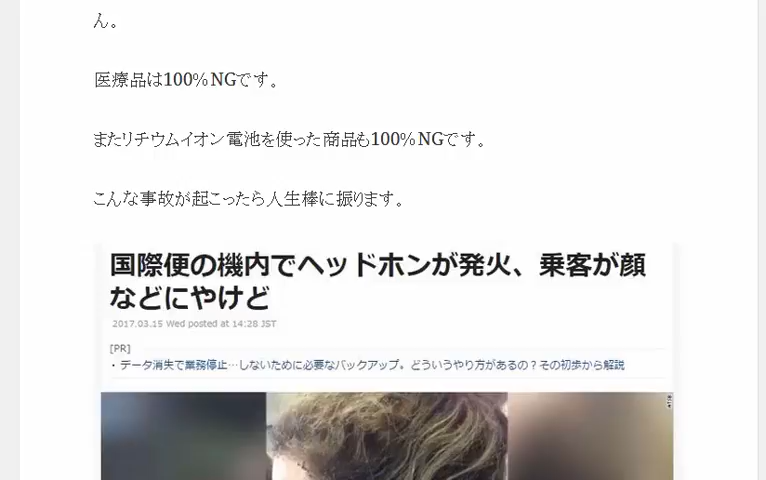 ん。
医療品は100%NGです。
またリチウムイオン電池を使った商品も100%NGです。
こんな事故が起こったら人生棒に振ります。
国際便の機内でヘッドホンが発火、乗客が顔
などにやけど
2017.03.15 Wed posted at 14:28 JST
[PR]
・データ消失で業務停止…しないために必要なバックアップ。どういうやり方があるの？その初歩から解説